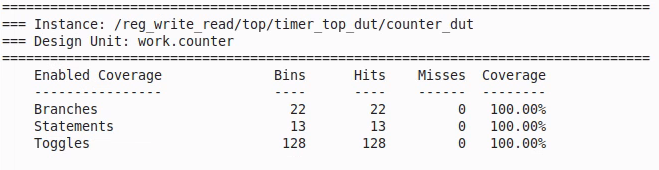 =================================================================================
=== Instance: /reg_write_read/top/timer_top_dut/counter_dut
=== Design Unit: work.counter
=================================================================================
    Enabled Coverage              Bins      Hits    Misses  Coverage
    ----------------              ----      ----    ------  --------
    Branches                        22        22         0   100.00%
    Statements                      13        13         0   100.00%
    Toggles                        128       128         0   100.00%